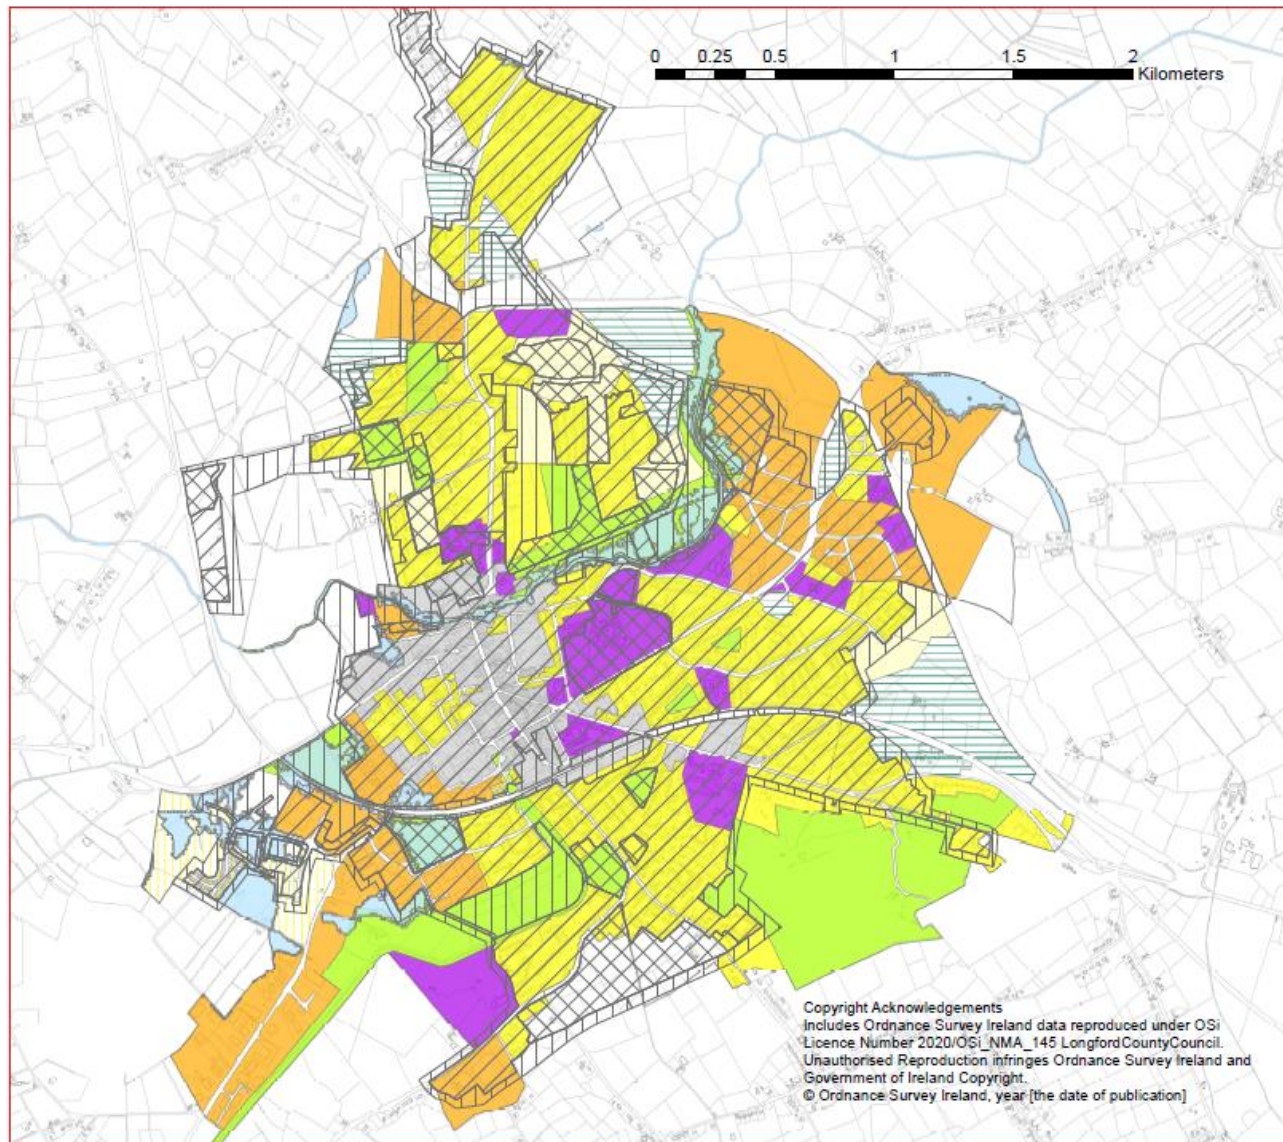 0 0.25 0.5 1 1.5 2
Kilometers
Copyright Acknowledgements
Includes Ordnance Survey Ireland data reproduced under OSi
Licence Number 2020/OSi_NMA_145 LongfordCountyCouncil.
Unauthorised Reproduction infringes Ordnance Survey Ireland and
Government of Ireland Copyright.
© Ordnance Survey Ireland, year [the date of publication]